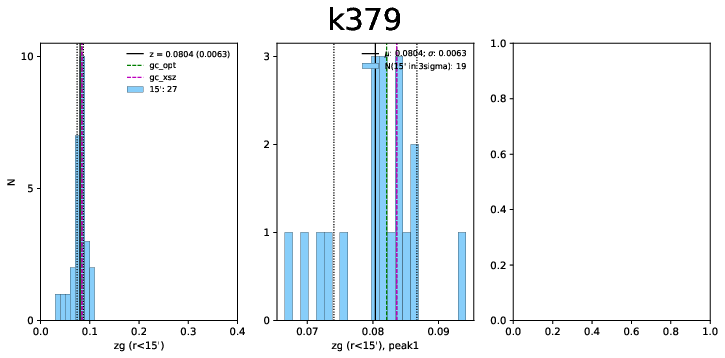 k379
z = 0.0804 (0.0063)
gc_opt
gc_xsz
15': 27
N
10
5
0
0.0 0.1 0.2 0.3 0.4
zg (r<15')
μ: 0.0804; σ: 0.0063
N(15' in 3sigma): 19
3
2
1
0
0.07 0.08 0.09
zg (r<15'), peak1
1.0
0.8
0.6
0.4
0.2
0.0
0.0 0.2 0.4 0.6 0.8 1.0